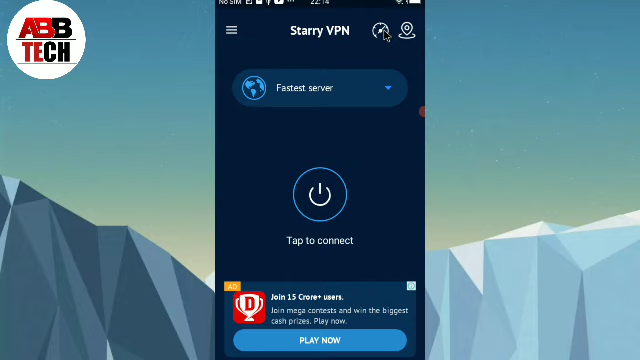 ABB
TECH
No SIM
22:14
Starry VPN
Fastest server
Tap to connect
AD
Join 15 Crore+ users.
Join mega contests and win the biggest
cash prizes. Play now.
PLAY NOW